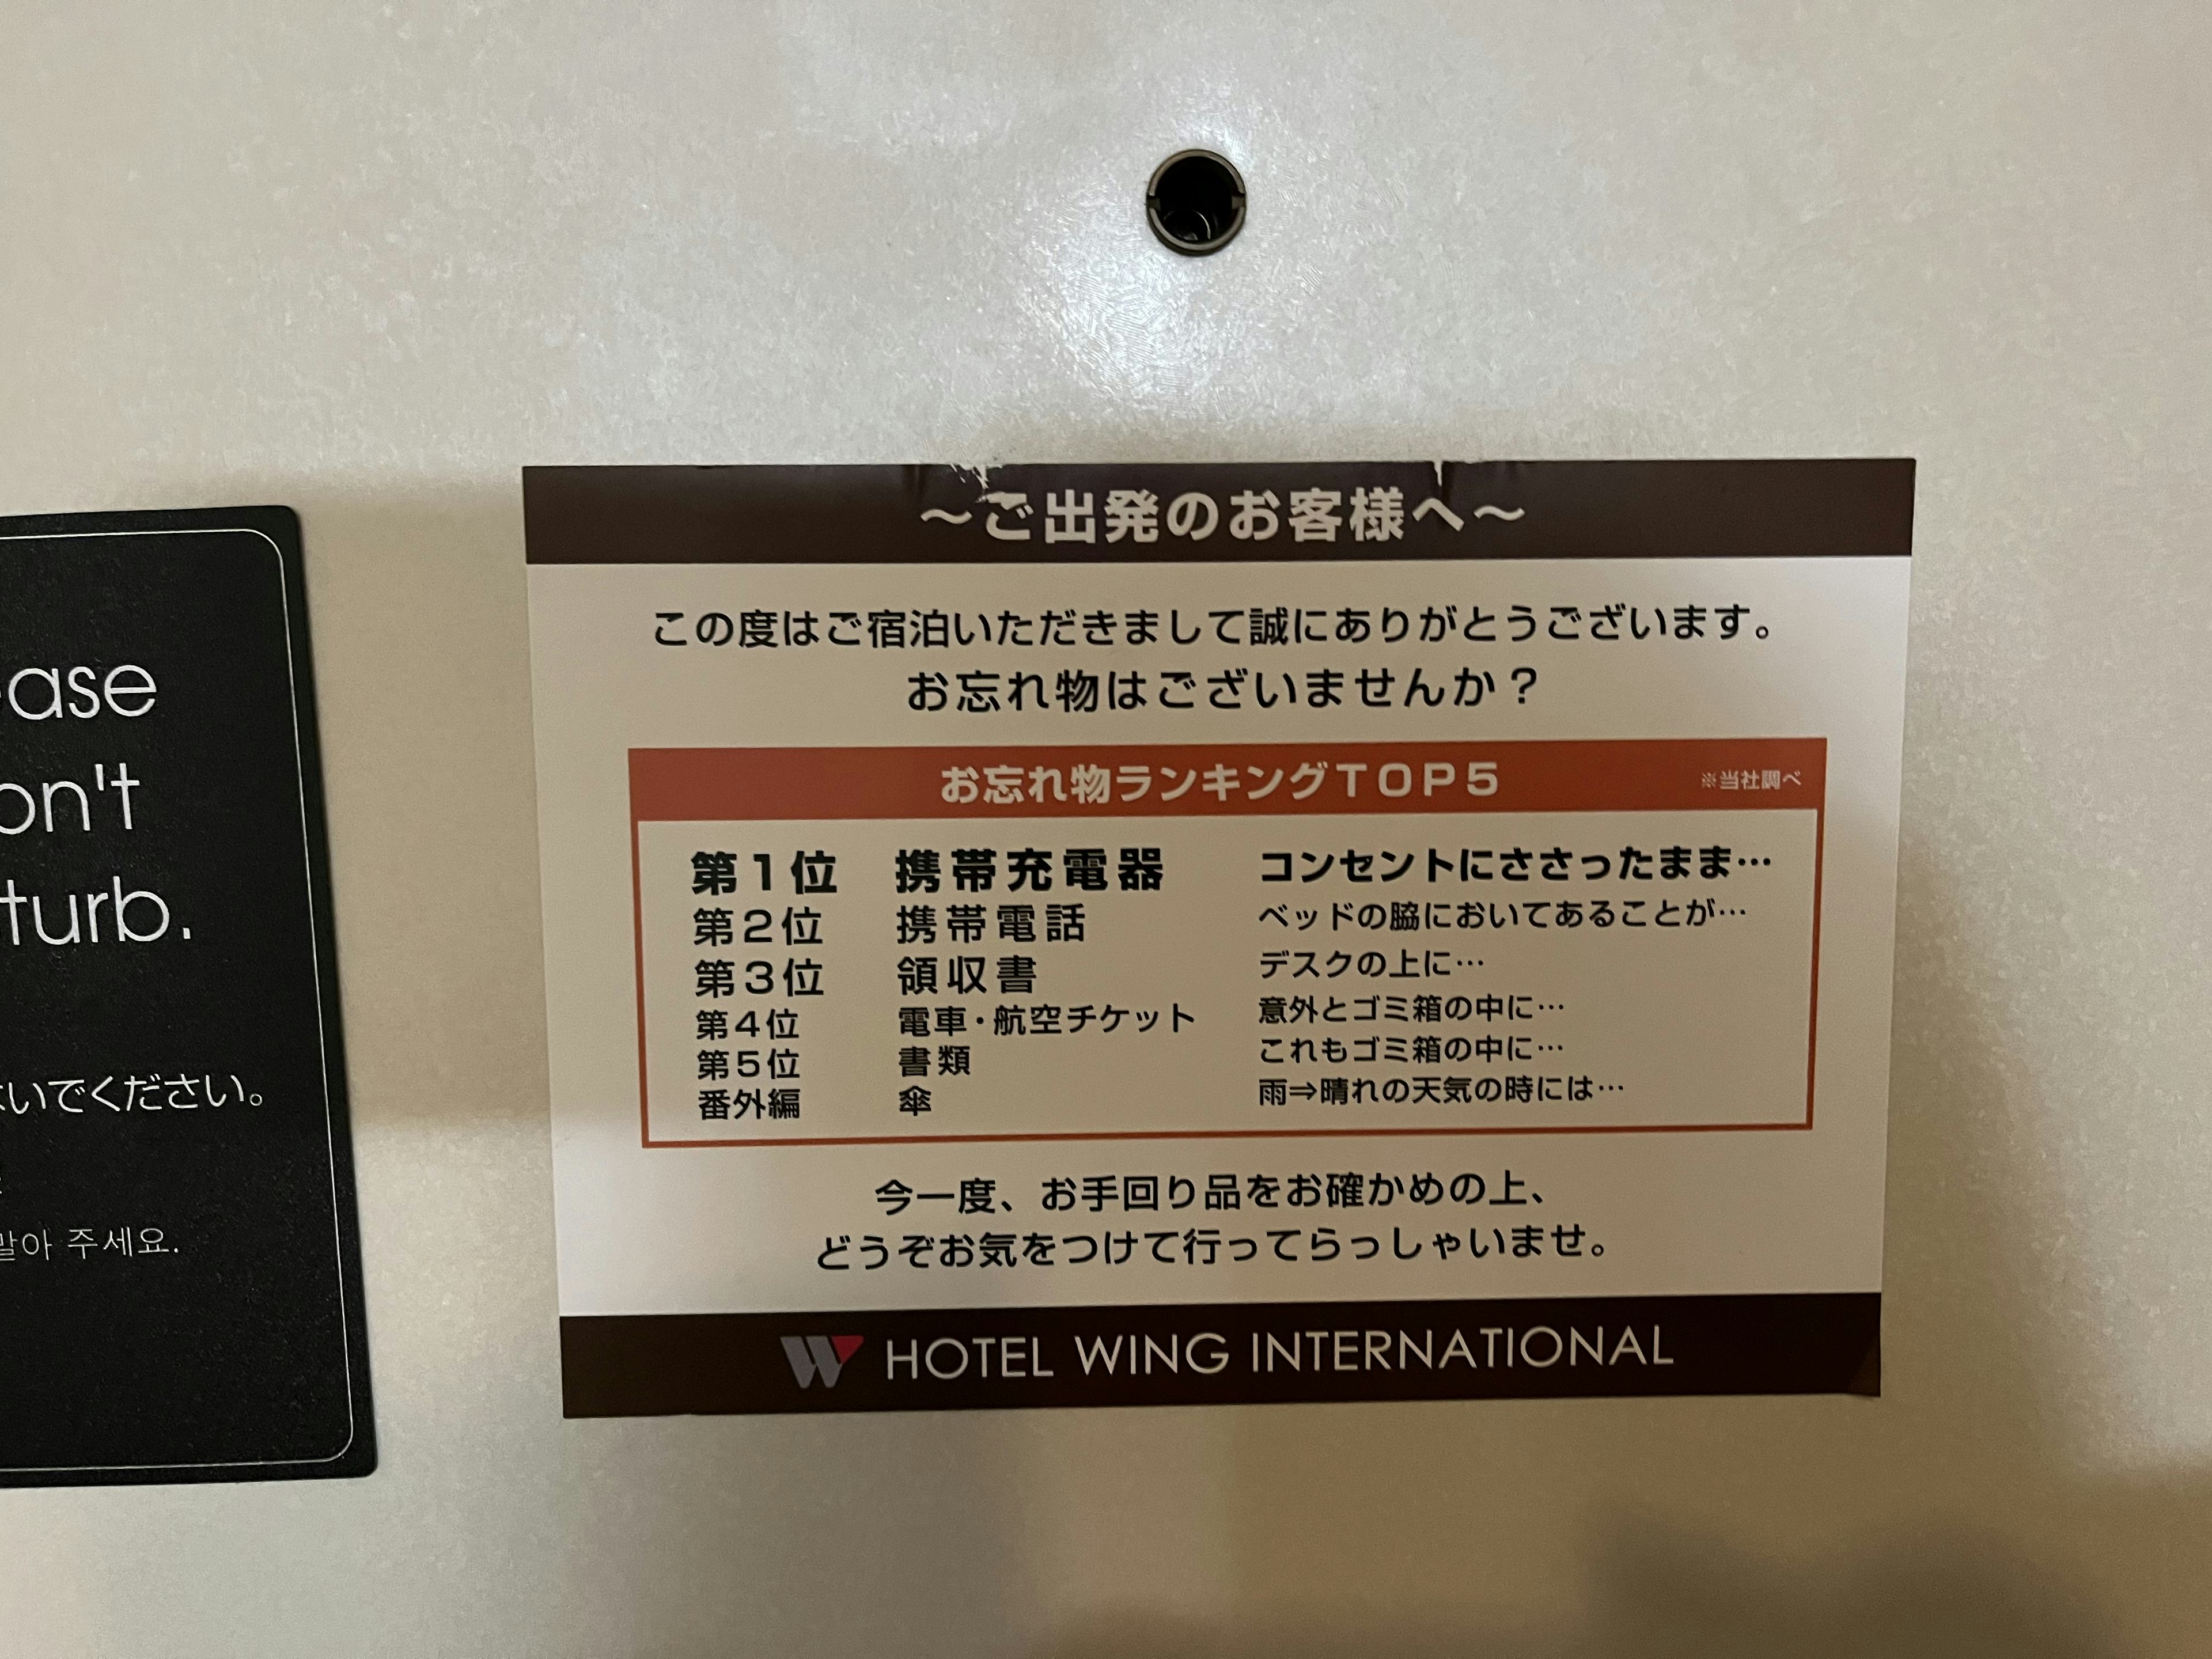 ～ご出発のお客様へ～
この度はご宿泊いただきまして誠にありがとうございます。
お忘れ物はございませんか？
お忘れ物ランキングTOP5 ※当社調べ
第1位 携帯充電器 コンセントにささったまま…
第2位 携帯電話 ベッドの脇においてあることが…
第3位 領収書 デスクの上に…
第4位 電車・航空チケット 意外とゴミ箱の中に…
第5位 書類 これもゴミ箱の中に…
番外編 傘 雨⇒晴れの天気の時には…
今一度、お手回り品をお確かめの上、
どうぞお気をつけて行ってらっしゃいませ。
W HOTEL WING INTERNATIONAL
ease
on't
turb.
いでください。
말아 주세요.